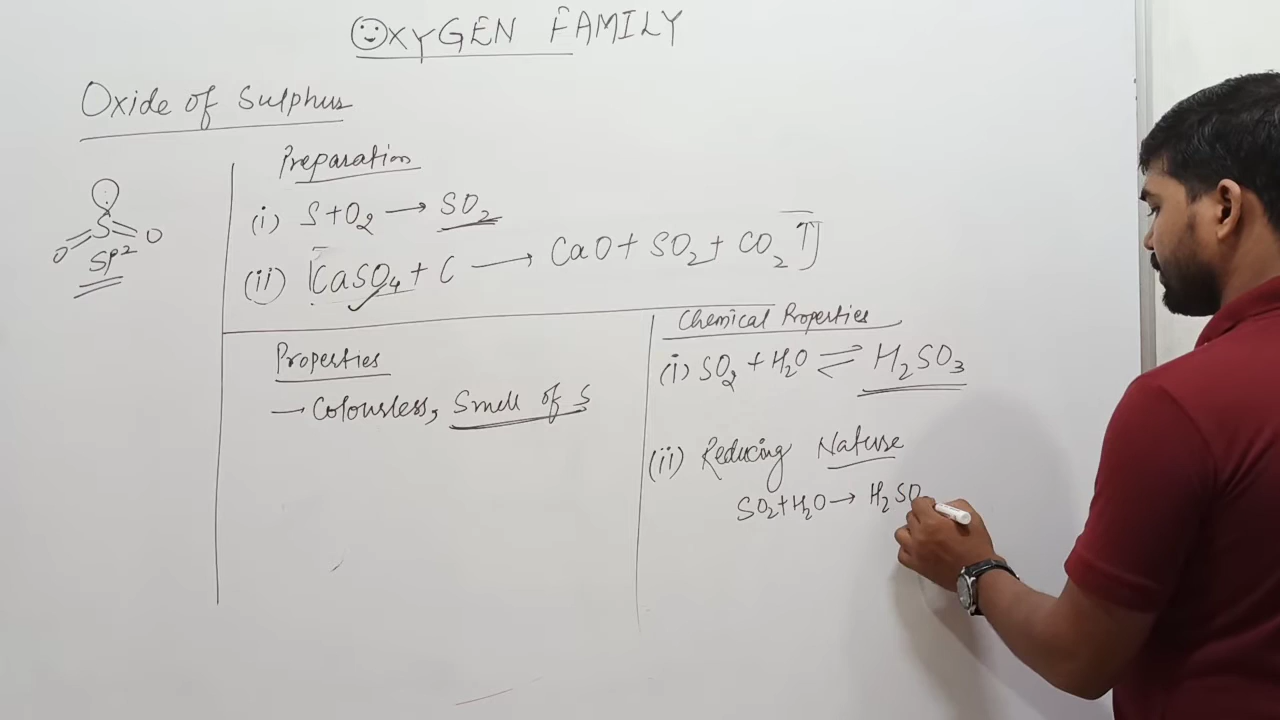 OXYGEN FAMILY
Oxide of Sulphur
S
O O
SP²
Preparation
(i) S+O₂ → SO₂
(ii) [CaSO₄ + C → CaO + SO₂ + CO₂↑]
Properties
→ Colourless, Smell of S
Chemical Properties
(i) SO₂ + H₂O ⇌ H₂SO₃
(ii) Reducing Nature
SO₂+H₂O → H₂SO